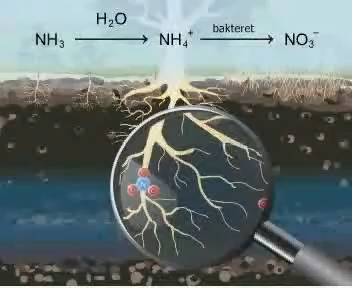 H₂O
NH₃ → NH₄⁺ bakteret → NO₃⁻
N